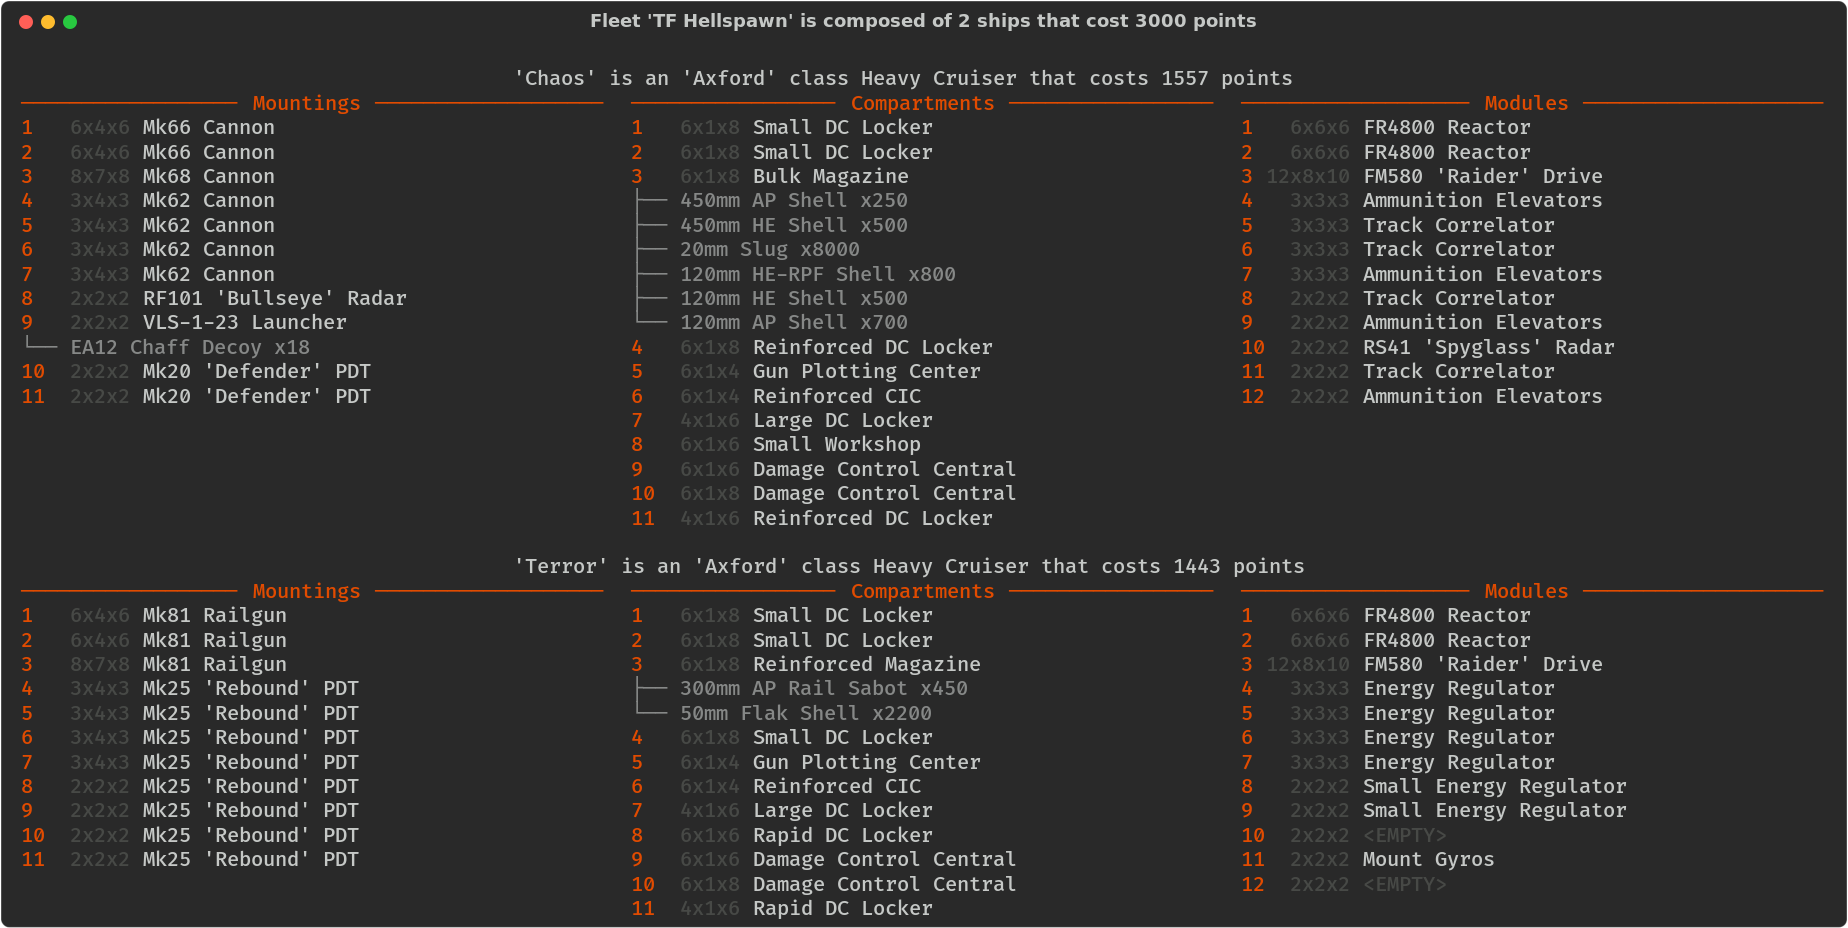 Fleet 'TF Hellspawn' is composed of 2 ships that cost 3000 points
'Chaos' is an 'Axford' class Heavy Cruiser that costs 1557 points
Mountings
1 6x4x6 Mk66 Cannon
2 6x4x6 Mk66 Cannon
3 8x7x8 Mk68 Cannon
4 3x4x3 Mk62 Cannon
5 3x4x3 Mk62 Cannon
6 3x4x3 Mk62 Cannon
7 3x4x3 Mk62 Cannon
8 2x2x2 RF101 'Bullseye' Radar
9 2x2x2 VLS-1-23 Launcher
EA12 Chaff Decoy x18
10 2x2x2 Mk20 'Defender' PDT
11 2x2x2 Mk20 'Defender' PDT
Compartments
1 6x1x8 Small DC Locker
2 6x1x8 Small DC Locker
3 6x1x8 Bulk Magazine
450mm AP Shell x250
450mm HE Shell x500
20mm Slug x8000
120mm HE-RPF Shell x800
120mm HE Shell x500
120mm AP Shell x700
4 6x1x8 Reinforced DC Locker
5 6x1x4 Gun Plotting Center
6 6x1x4 Reinforced CIC
7 4x1x6 Large DC Locker
8 6x1x6 Small Workshop
9 6x1x6 Damage Control Central
10 6x1x8 Damage Control Central
11 4x1x6 Reinforced DC Locker
Modules
1 6x6x6 FR4800 Reactor
2 6x6x6 FR4800 Reactor
3 12x8x10 FM580 'Raider' Drive
4 3x3x3 Ammunition Elevators
5 3x3x3 Track Correlator
6 3x3x3 Track Correlator
7 3x3x3 Ammunition Elevators
8 2x2x2 Track Correlator
9 2x2x2 Ammunition Elevators
10 2x2x2 RS41 'Spyglass' Radar
11 2x2x2 Track Correlator
12 2x2x2 Ammunition Elevators
'Terror' is an 'Axford' class Heavy Cruiser that costs 1443 points
Mountings
1 6x4x6 Mk81 Railgun
2 6x4x6 Mk81 Railgun
3 8x7x8 Mk81 Railgun
4 3x4x3 Mk25 'Rebound' PDT
5 3x4x3 Mk25 'Rebound' PDT
6 3x4x3 Mk25 'Rebound' PDT
7 3x4x3 Mk25 'Rebound' PDT
8 2x2x2 Mk25 'Rebound' PDT
9 2x2x2 Mk25 'Rebound' PDT
10 2x2x2 Mk25 'Rebound' PDT
11 2x2x2 Mk25 'Rebound' PDT
Compartments
1 6x1x8 Small DC Locker
2 6x1x8 Small DC Locker
3 6x1x8 Reinforced Magazine
300mm AP Rail Sabot x450
50mm Flak Shell x2200
4 6x1x8 Small DC Locker
5 6x1x4 Gun Plotting Center
6 6x1x4 Reinforced CIC
7 4x1x6 Large DC Locker
8 6x1x6 Rapid DC Locker
9 6x1x6 Damage Control Central
10 6x1x8 Damage Control Central
11 4x1x6 Rapid DC Locker
Modules
1 6x6x6 FR4800 Reactor
2 6x6x6 FR4800 Reactor
3 12x8x10 FM580 'Raider' Drive
4 3x3x3 Energy Regulator
5 3x3x3 Energy Regulator
6 3x3x3 Energy Regulator
7 3x3x3 Energy Regulator
8 2x2x2 Small Energy Regulator
9 2x2x2 Small Energy Regulator
10 2x2x2 <EMPTY>
11 2x2x2 Mount Gyros
12 2x2x2 <EMPTY>